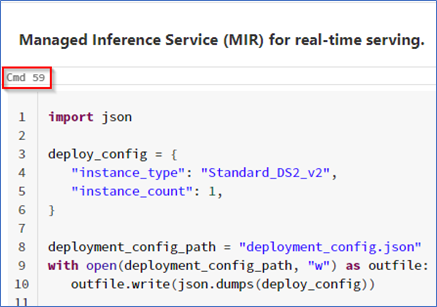 Managed Inference Service (MIR) for real-time serving.
Cmd 59
1 import json
2
3 deploy_config = {
4     "instance_type": "Standard_DS2_v2",
5     "instance_count": 1,
6 }
7
8 deployment_config_path = "deployment_config.json"
9 with open(deployment_config_path, "w") as outfile:
10     outfile.write(json.dumps(deploy_config))
11